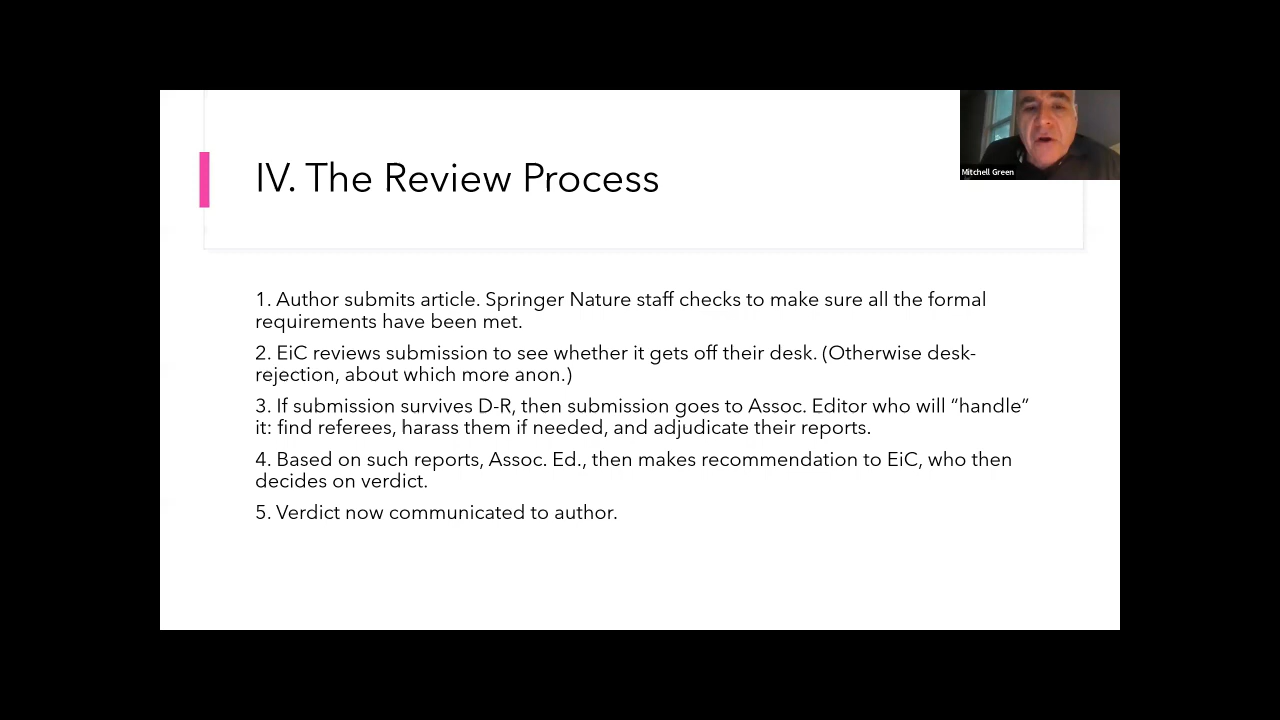 Mitchell Green
IV. The Review Process
1. Author submits article. Springer Nature staff checks to make sure all the formal
requirements have been met.
2. EiC reviews submission to see whether it gets off their desk. (Otherwise desk-
rejection, about which more anon.)
3. If submission survives D-R, then submission goes to Assoc. Editor who will “handle”
it: find referees, harass them if needed, and adjudicate their reports.
4. Based on such reports, Assoc. Ed., then makes recommendation to EiC, who then
decides on verdict.
5. Verdict now communicated to author.